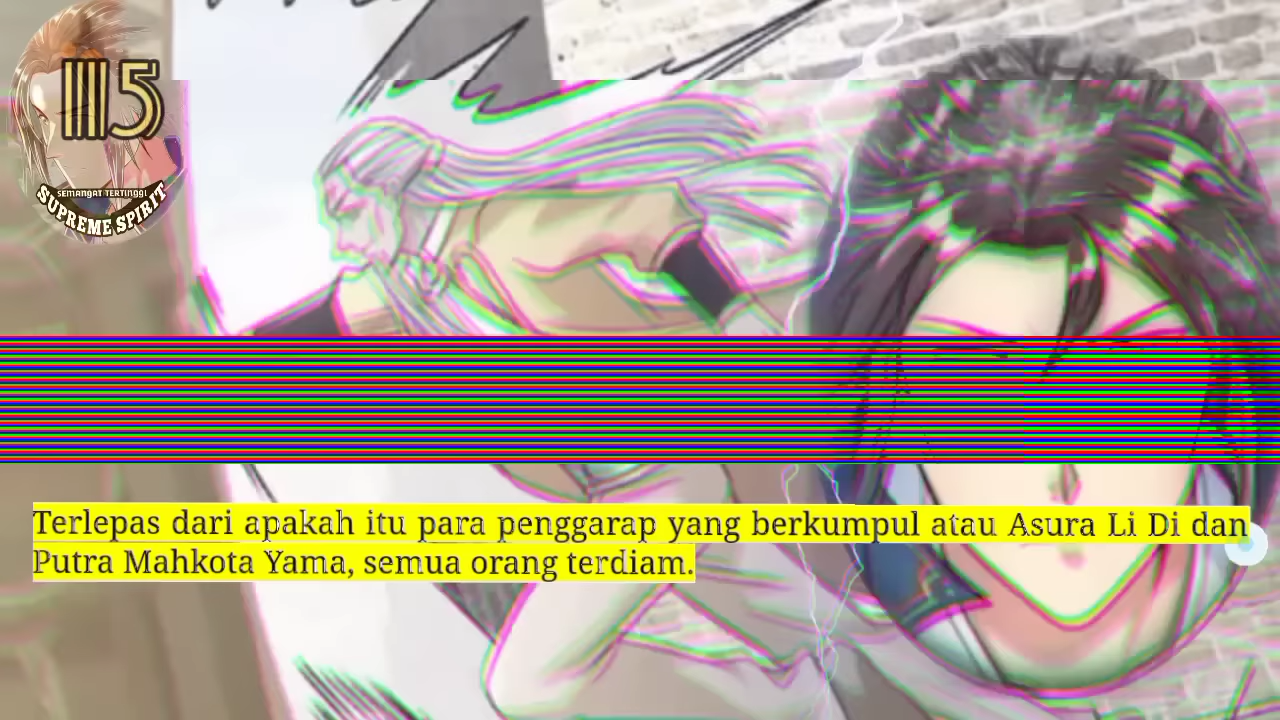 115
SEMANGAT TERTINGGI
SUPREME SPIRIT
Terlepas dari apakah itu para penggarap yang berkumpul atau Asura Li Di dan
Putra Mahkota Yama, semua orang terdiam.